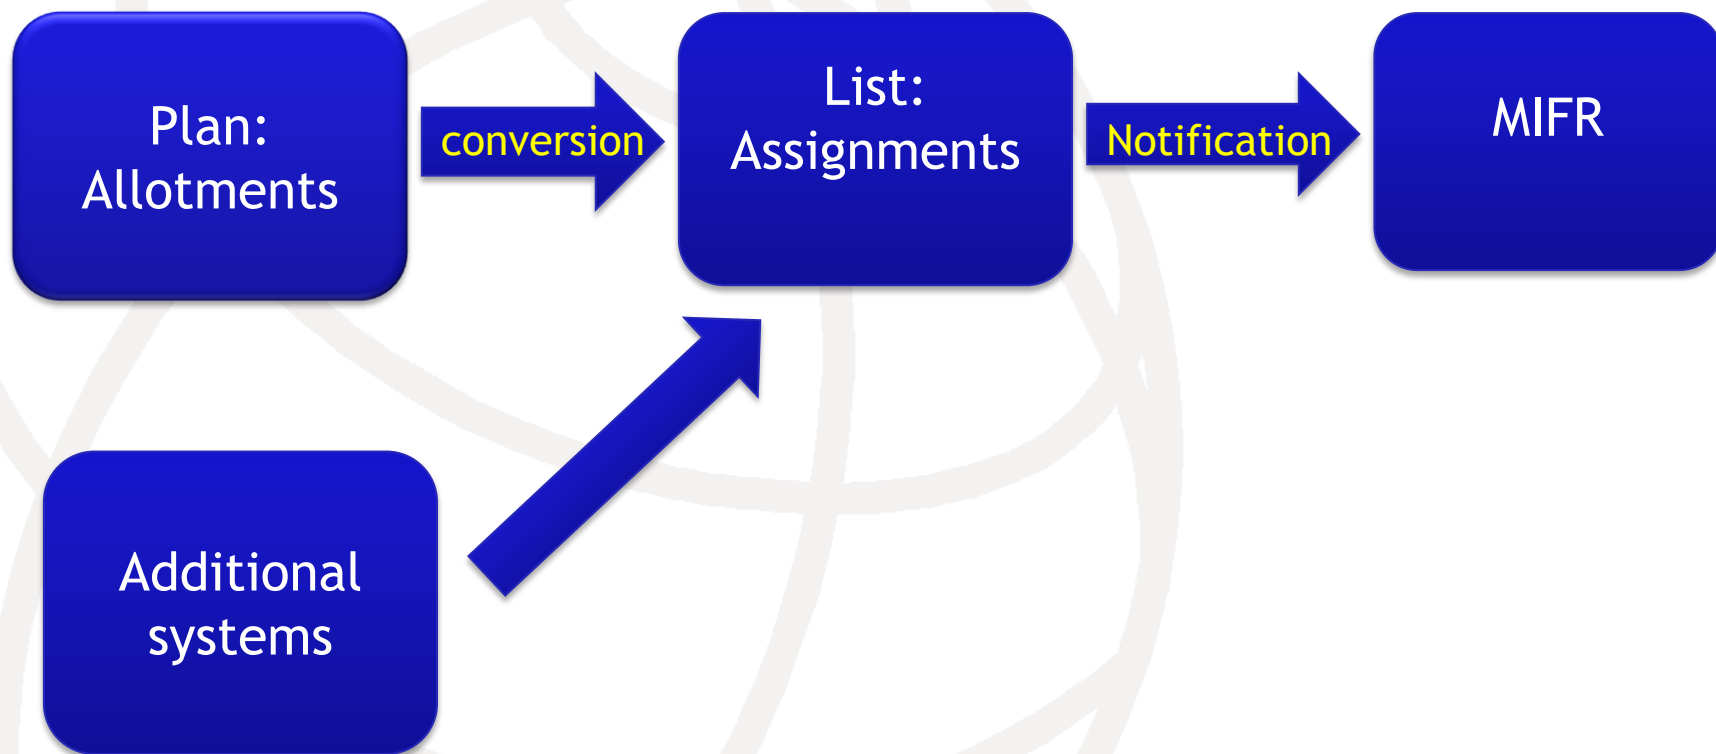 Plan:
Allotments
conversion
List:
Assignments
Notification
MIFR
Additional
systems